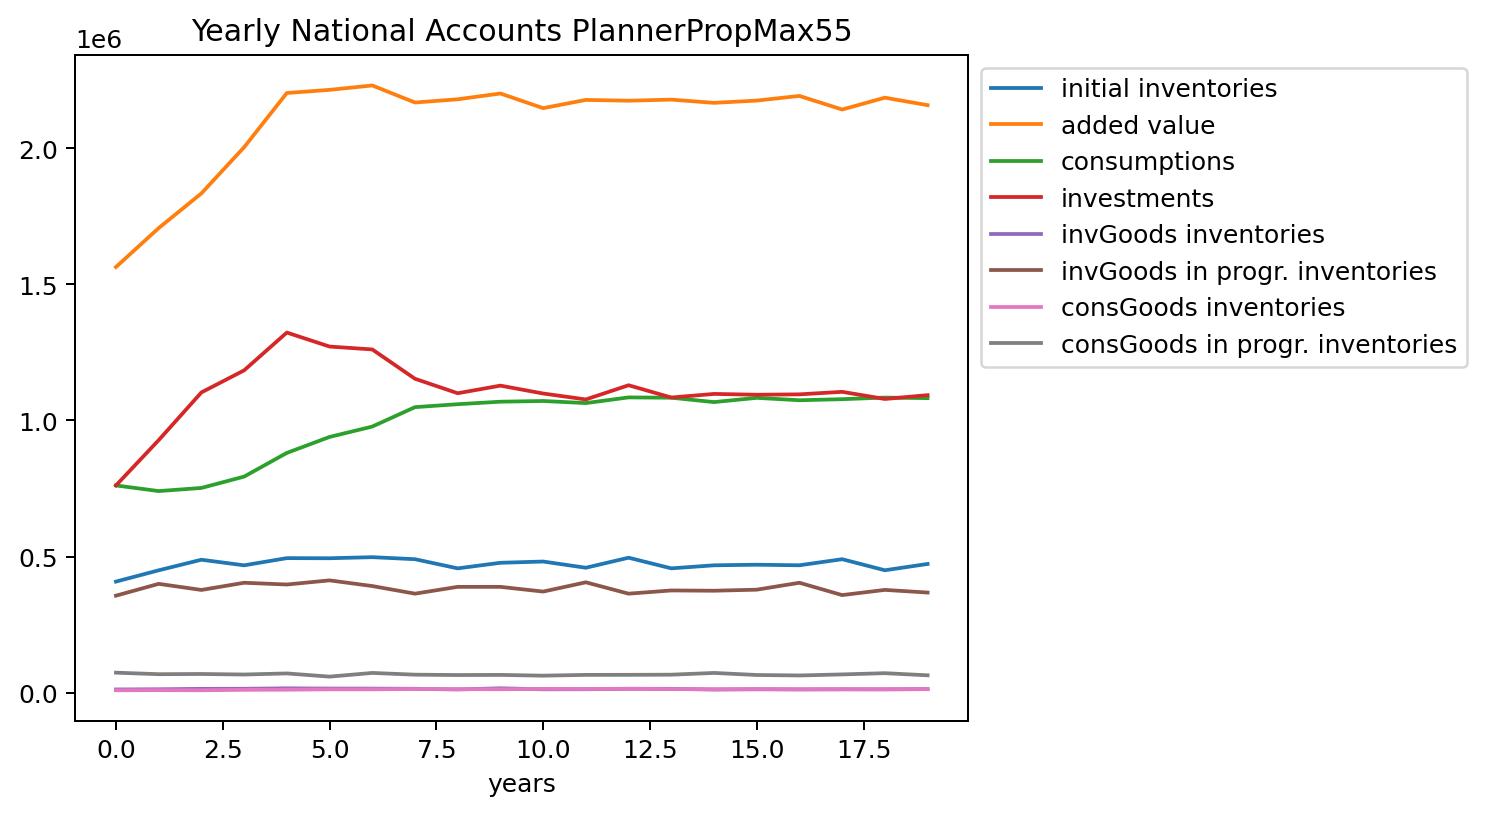 Yearly National Accounts PlannerPropMax55
1e6
2.0
1.5
1.0
0.5
0.0
0.0 2.5 5.0 7.5 10.0 12.5 15.0 17.5
years
initial inventories
added value
consumptions
investments
invGoods inventories
invGoods in progr. inventories
consGoods inventories
consGoods in progr. inventories